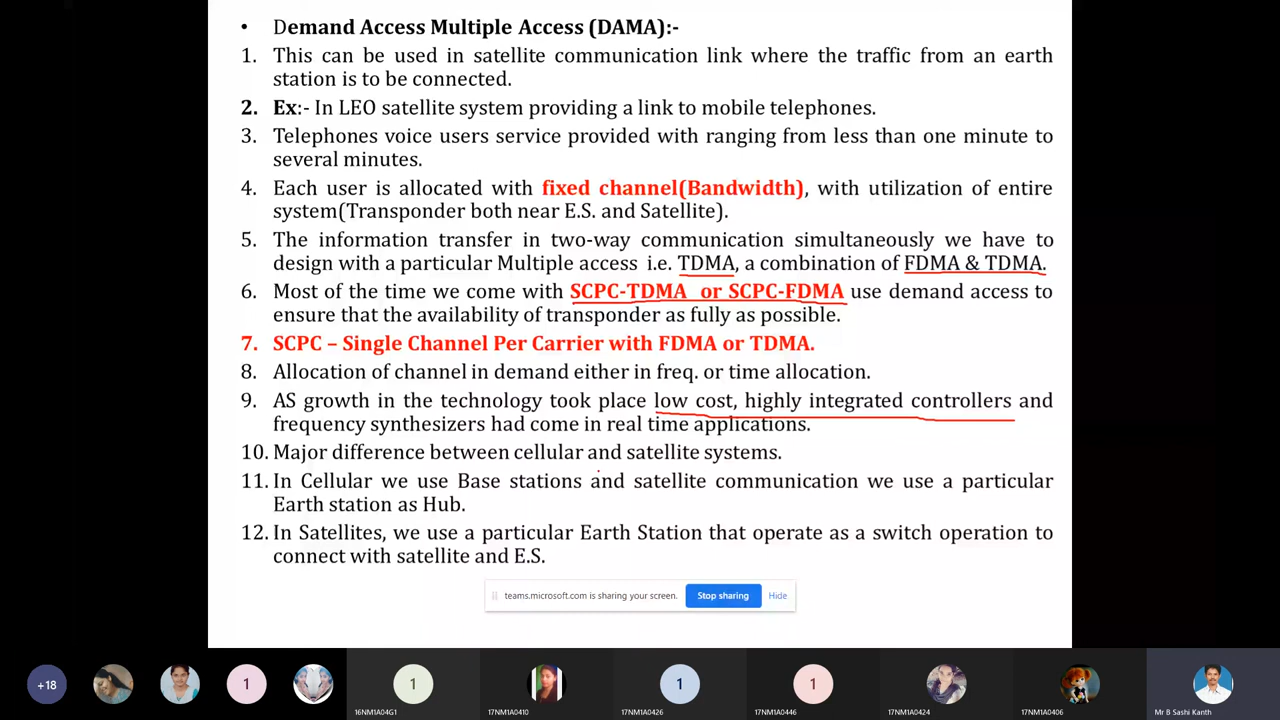 • Demand Access Multiple Access (DAMA):-
1. This can be used in satellite communication link where the traffic from an earth
station is to be connected.
2. Ex:- In LEO satellite system providing a link to mobile telephones.
3. Telephones voice users service provided with ranging from less than one minute to
several minutes.
4. Each user is allocated with fixed channel(Bandwidth), with utilization of entire
system(Transponder both near E.S. and Satellite).
5. The information transfer in two-way communication simultaneously we have to
design with a particular Multiple access i.e. TDMA, a combination of FDMA & TDMA.
6. Most of the time we come with SCPC-TDMA or SCPC-FDMA use demand access to
ensure that the availability of transponder as fully as possible.
7. SCPC – Single Channel Per Carrier with FDMA or TDMA.
8. Allocation of channel in demand either in freq. or time allocation.
9. AS growth in the technology took place low cost, highly integrated controllers and
frequency synthesizers had come in real time applications.
10. Major difference between cellular and satellite systems.
11. In Cellular we use Base stations and satellite communication we use a particular
Earth station as Hub.
12. In Satellites, we use a particular Earth Station that operate as a switch operation to
connect with satellite and E.S.
teams.microsoft.com is sharing your screen. Stop sharing Hide
+18 1 1 1 1
16NM1A04G1 17NM1A0410 17NM1A0426 17NM1A0446 17NM1A0424 17NM1A0406 Mr B Sashi Kanth